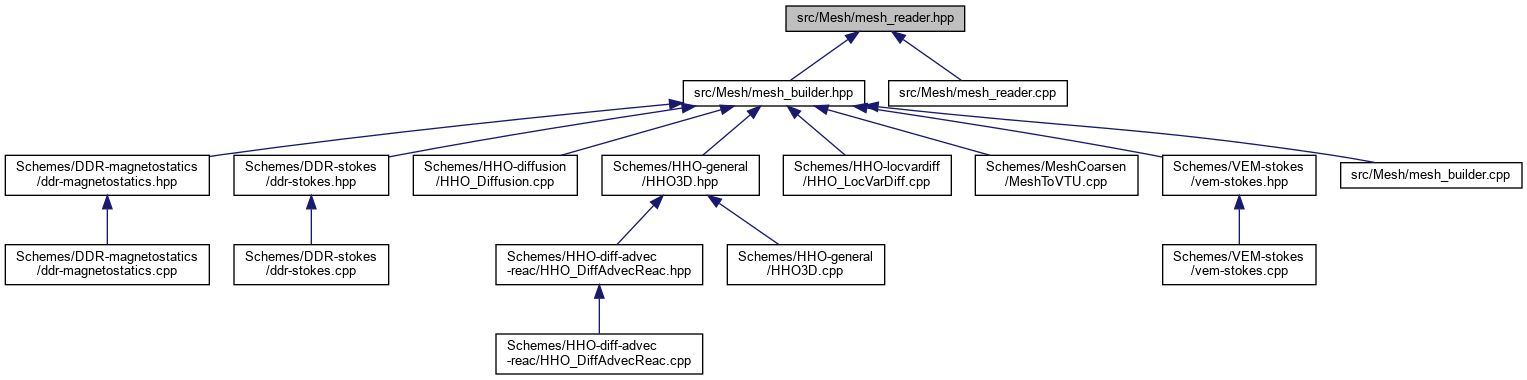 src/Mesh/mesh_reader.hpp
src/Mesh/mesh_builder.hpp
src/Mesh/mesh_reader.cpp
Schemes/DDR-magnetostatics
/ddr-magnetostatics.hpp
Schemes/DDR-stokes
/ddr-stokes.hpp
Schemes/HHO-diffusion
/HHO_Diffusion.cpp
Schemes/HHO-general
/HHO3D.hpp
Schemes/HHO-locvardiff
/HHO_LocVarDiff.cpp
Schemes/MeshCoarsen
/MeshToVTU.cpp
Schemes/VEM-stokes
/vem-stokes.hpp
src/Mesh/mesh_builder.cpp
Schemes/DDR-magnetostatics
/ddr-magnetostatics.cpp
Schemes/DDR-stokes
/ddr-stokes.cpp
Schemes/HHO-diff-advec
-reac/HHO_DiffAdvecReac.hpp
Schemes/HHO-general
/HHO3D.cpp
Schemes/VEM-stokes
/vem-stokes.cpp
Schemes/HHO-diff-advec
-reac/HHO_DiffAdvecReac.cpp